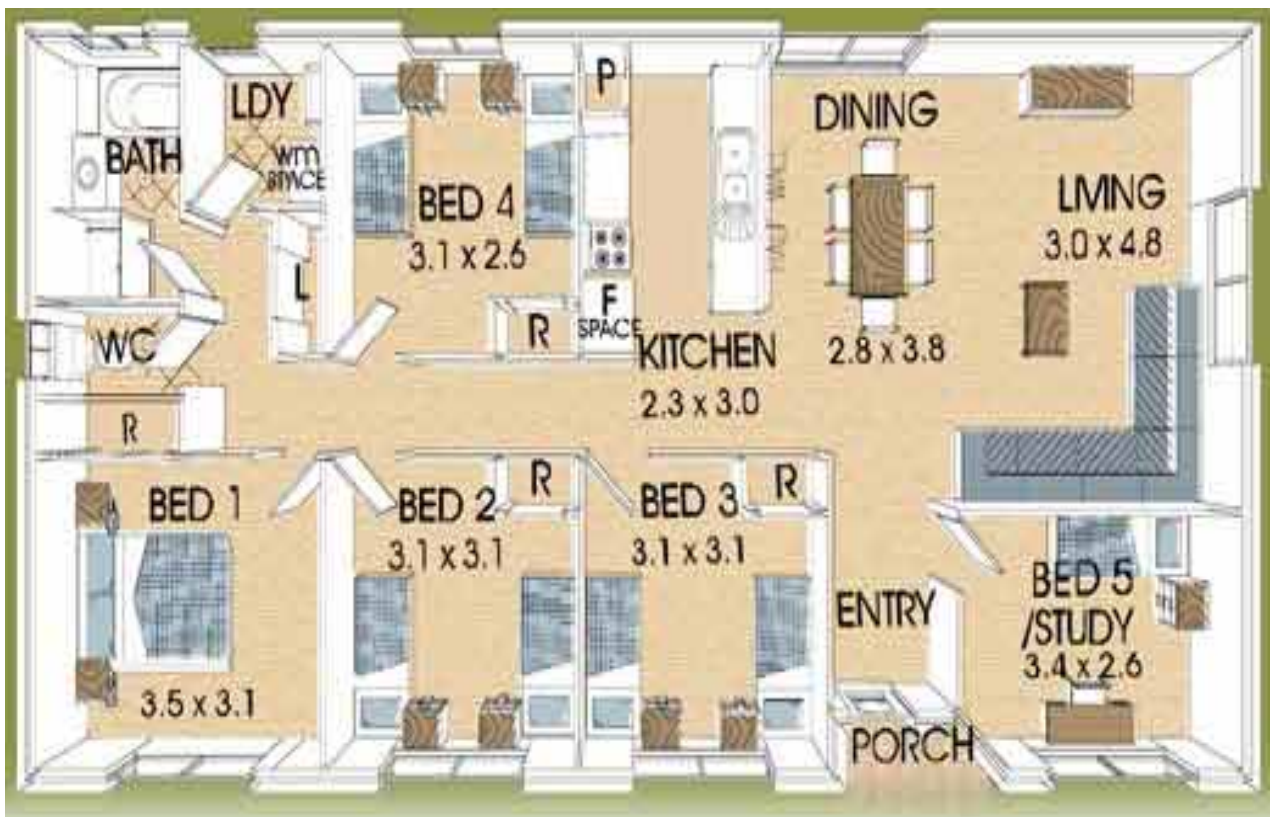 P
LDY
DINING
BATH
wm
SPACE
BED 4
3.1 x 2.6
LIVING
3.0 x 4.8
L
F
SPACE
R
WC
KITCHEN
2.3 x 3.0
2.8 x 3.8
R
BED 1
3.5 x 3.1
R
BED 2
3.1 x 3.1
R
BED 3
3.1 x 3.1
ENTRY
BED 5
/STUDY
3.4 x 2.6
PORCH